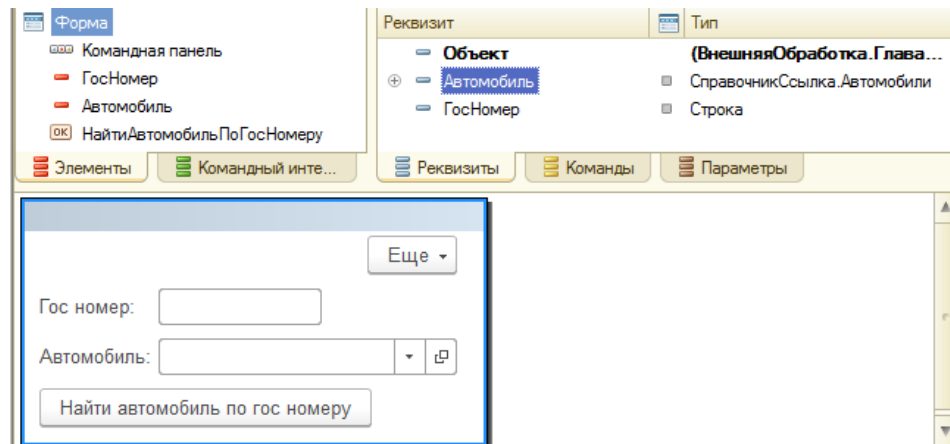 Форма
Командная панель
ГосНомер
Автомобиль
OK НайтиАвтомобильПоГосНомеру
Элементы Командный инте...
Реквизит Тип
Объект (ВнешняяОбработка.Глава...
Автомобиль СправочникСсылка.Автомобили
ГосНомер Строка
Реквизиты Команды Параметры
Еще
Гос номер:
Автомобиль:
Найти автомобиль по гос номеру